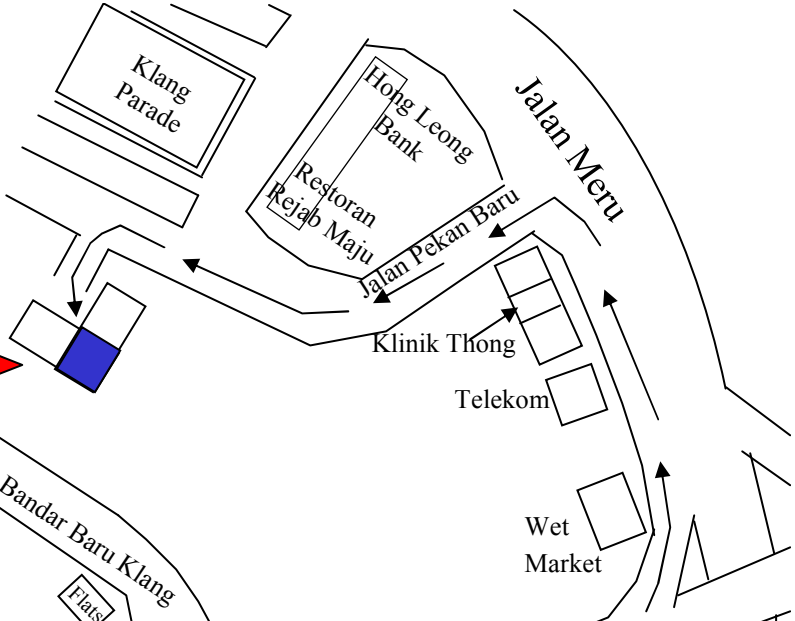 Klang
Parade
Hong Leong
Bank
Restoran
Rejab Maju
Jalan Meru
Jalan Pekan Baru
Klinik Thong
Telekom
Wet
Market
Bandar Baru Klang
Flats